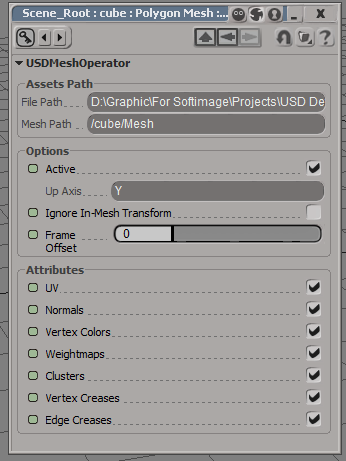 Scene_Root : cube : Polygon Mesh :...
USDMeshOperator
Assets Path
File Path D:\Graphic\For Softimage\Projects\USD De
Mesh Path /cube/Mesh
Options
Active
Up Axis Y
Ignore In-Mesh Transform
Frame Offset 0
Attributes
UV
Normals
Vertex Colors
Weightmaps
Clusters
Vertex Creases
Edge Creases